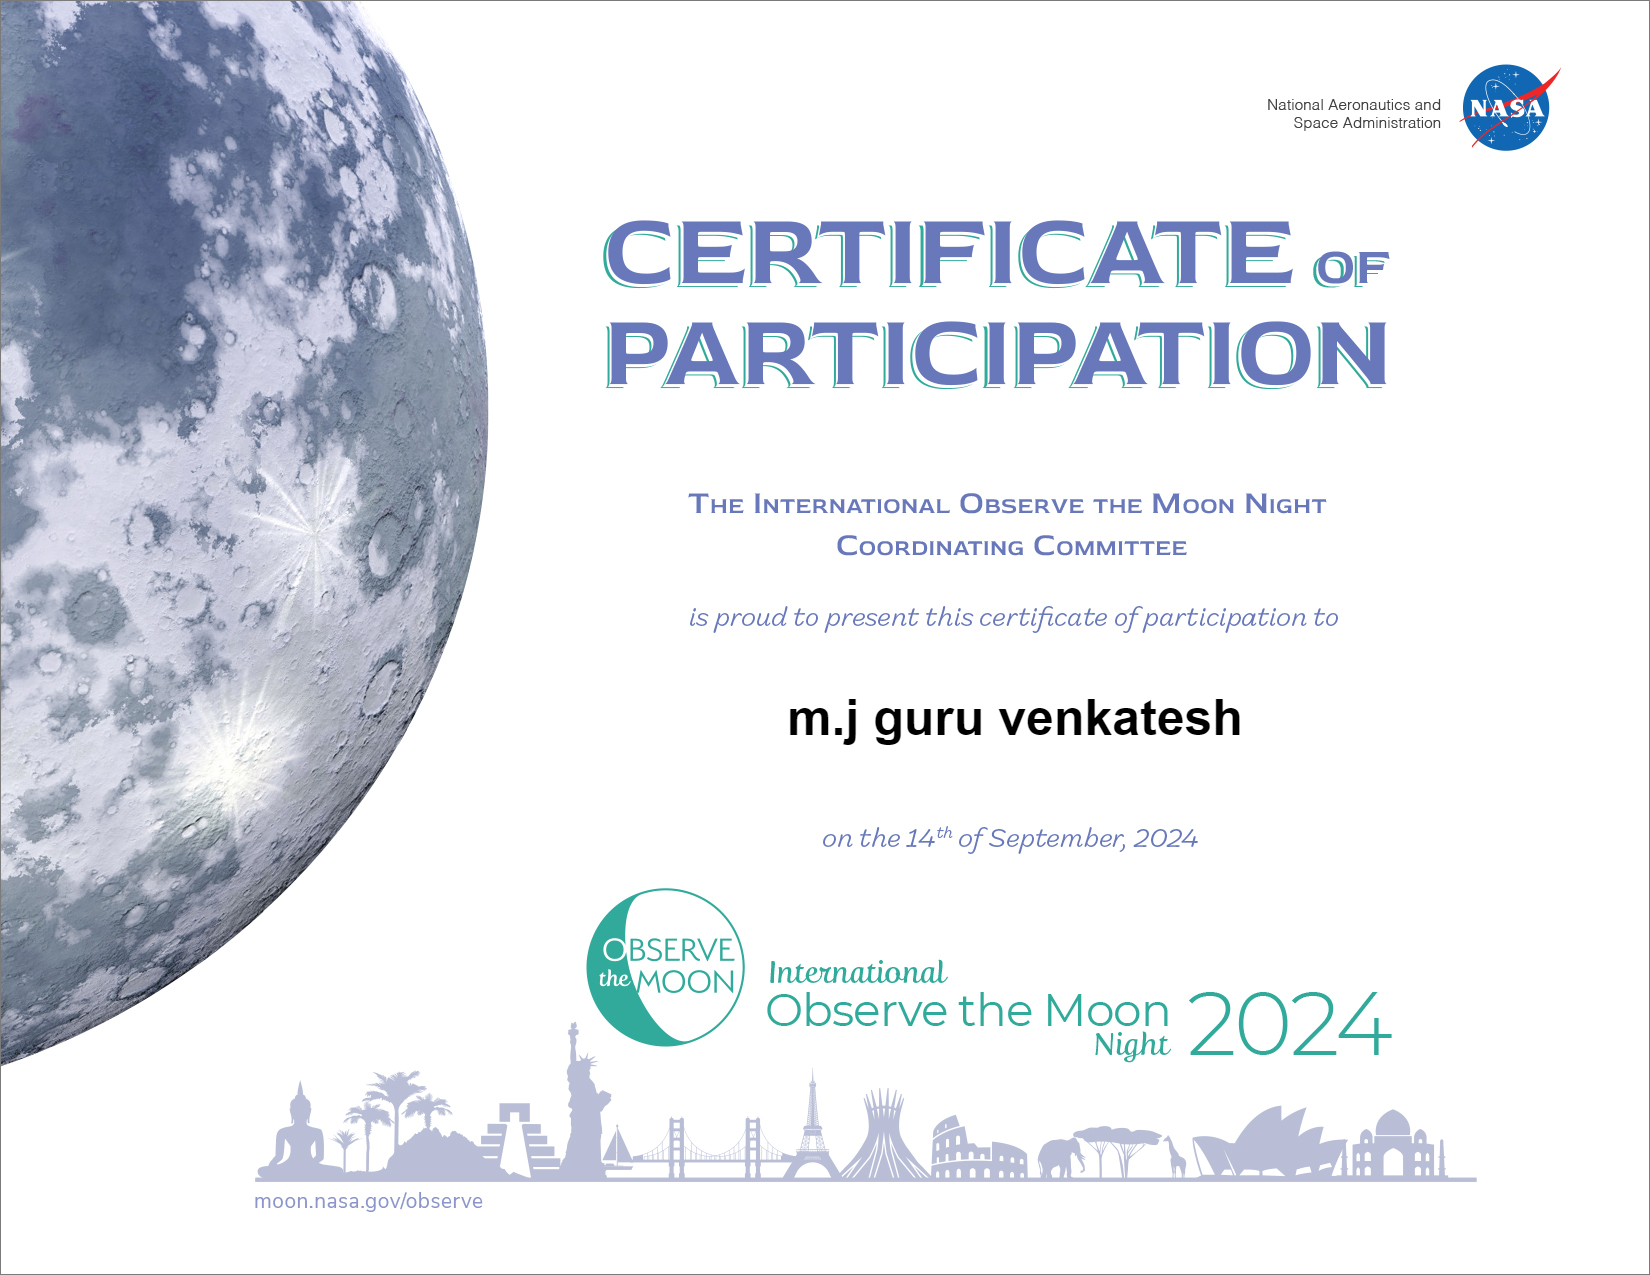 National Aeronautics and
Space Administration
NASA
CERTIFICATE OF
PARTICIPATION
THE INTERNATIONAL OBSERVE THE MOON NIGHT
COORDINATING COMMITTEE
is proud to present this certificate of participation to
m.j guru venkatesh
on the 14th of September, 2024
OBSERVE
the MOON
International
Observe the Moon
Night
2024
moon.nasa.gov/observe